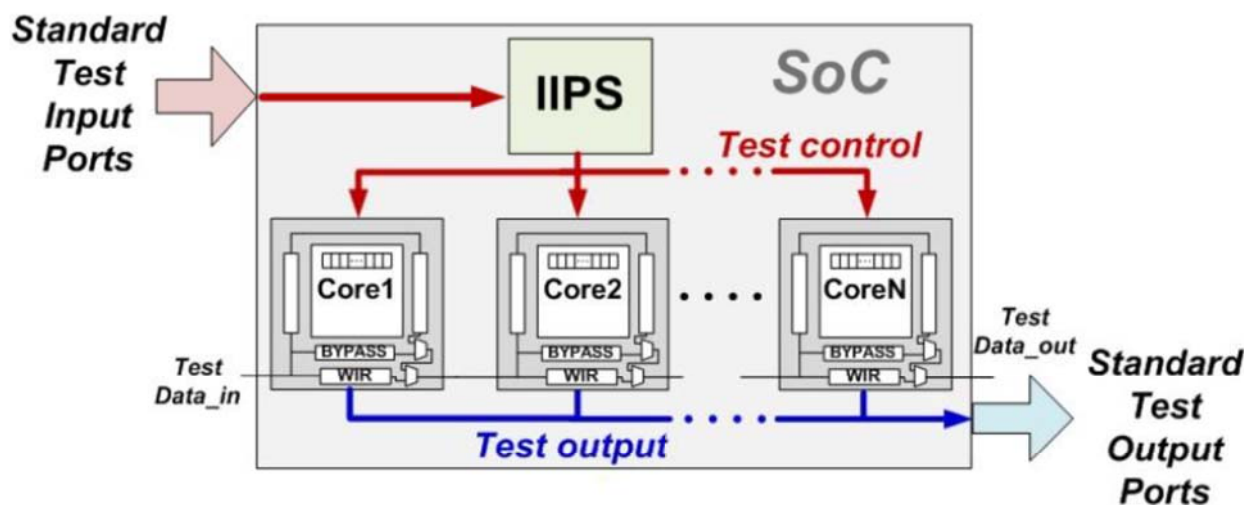 Standard
Test
Input
Ports
IIPS
SoC
Test control
Core1
BYPASS
WIR
Core2
BYPASS
WIR
CoreN
BYPASS
WIR
Test
Data_in
Test
Data_out
Test output
Standard
Test
Output
Ports